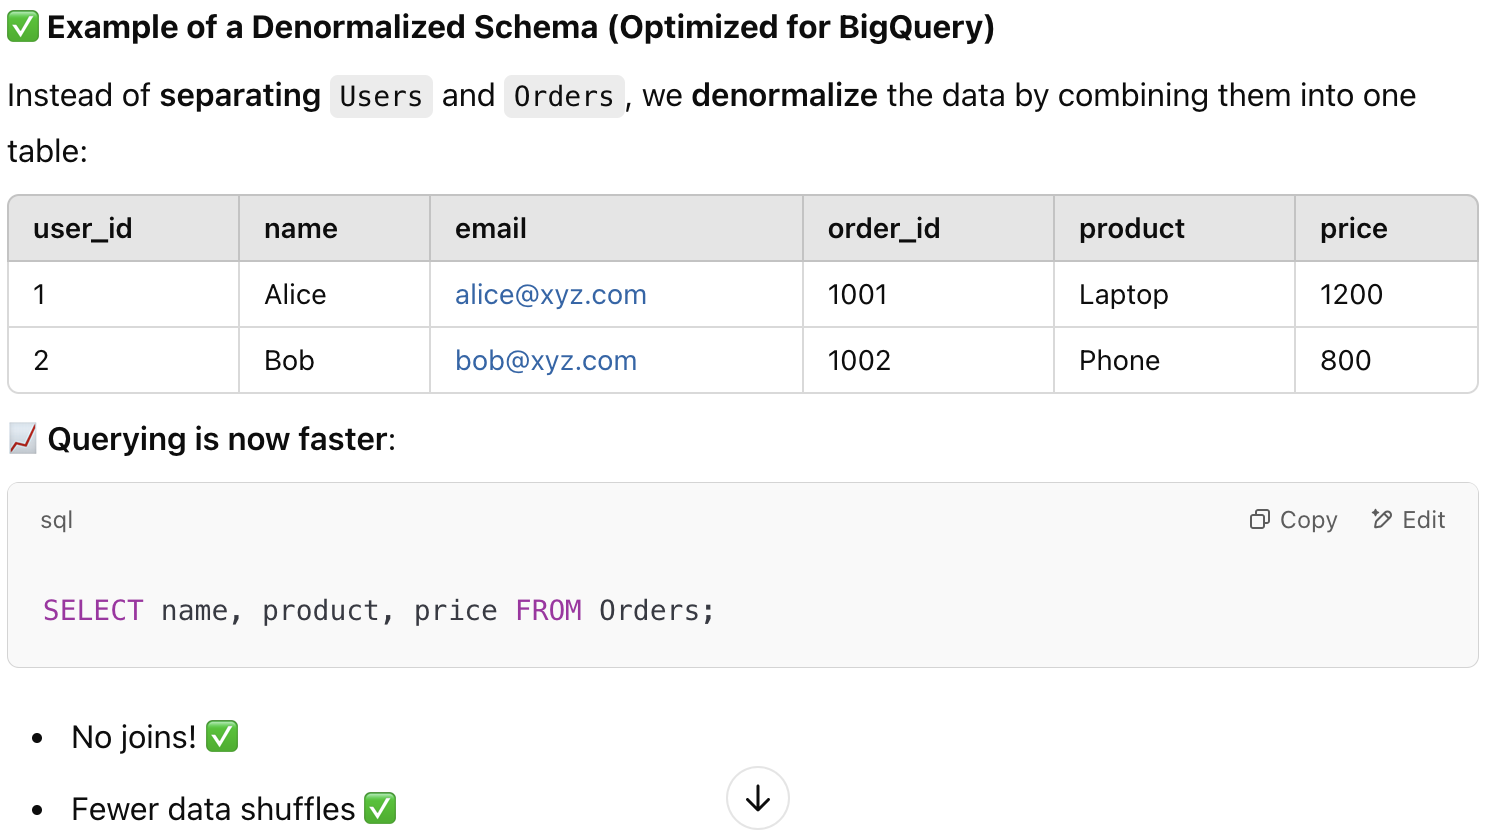 ✅ Example of a Denormalized Schema (Optimized for BigQuery)
Instead of separating Users and Orders, we denormalize the data by combining them into one
table:
user_id name email order_id product price
1 Alice alice@xyz.com 1001 Laptop 1200
2 Bob bob@xyz.com 1002 Phone 800
📈 Querying is now faster:
sql Copy Edit
SELECT name, product, price FROM Orders;
• No joins! ✅
• Fewer data shuffles ✅